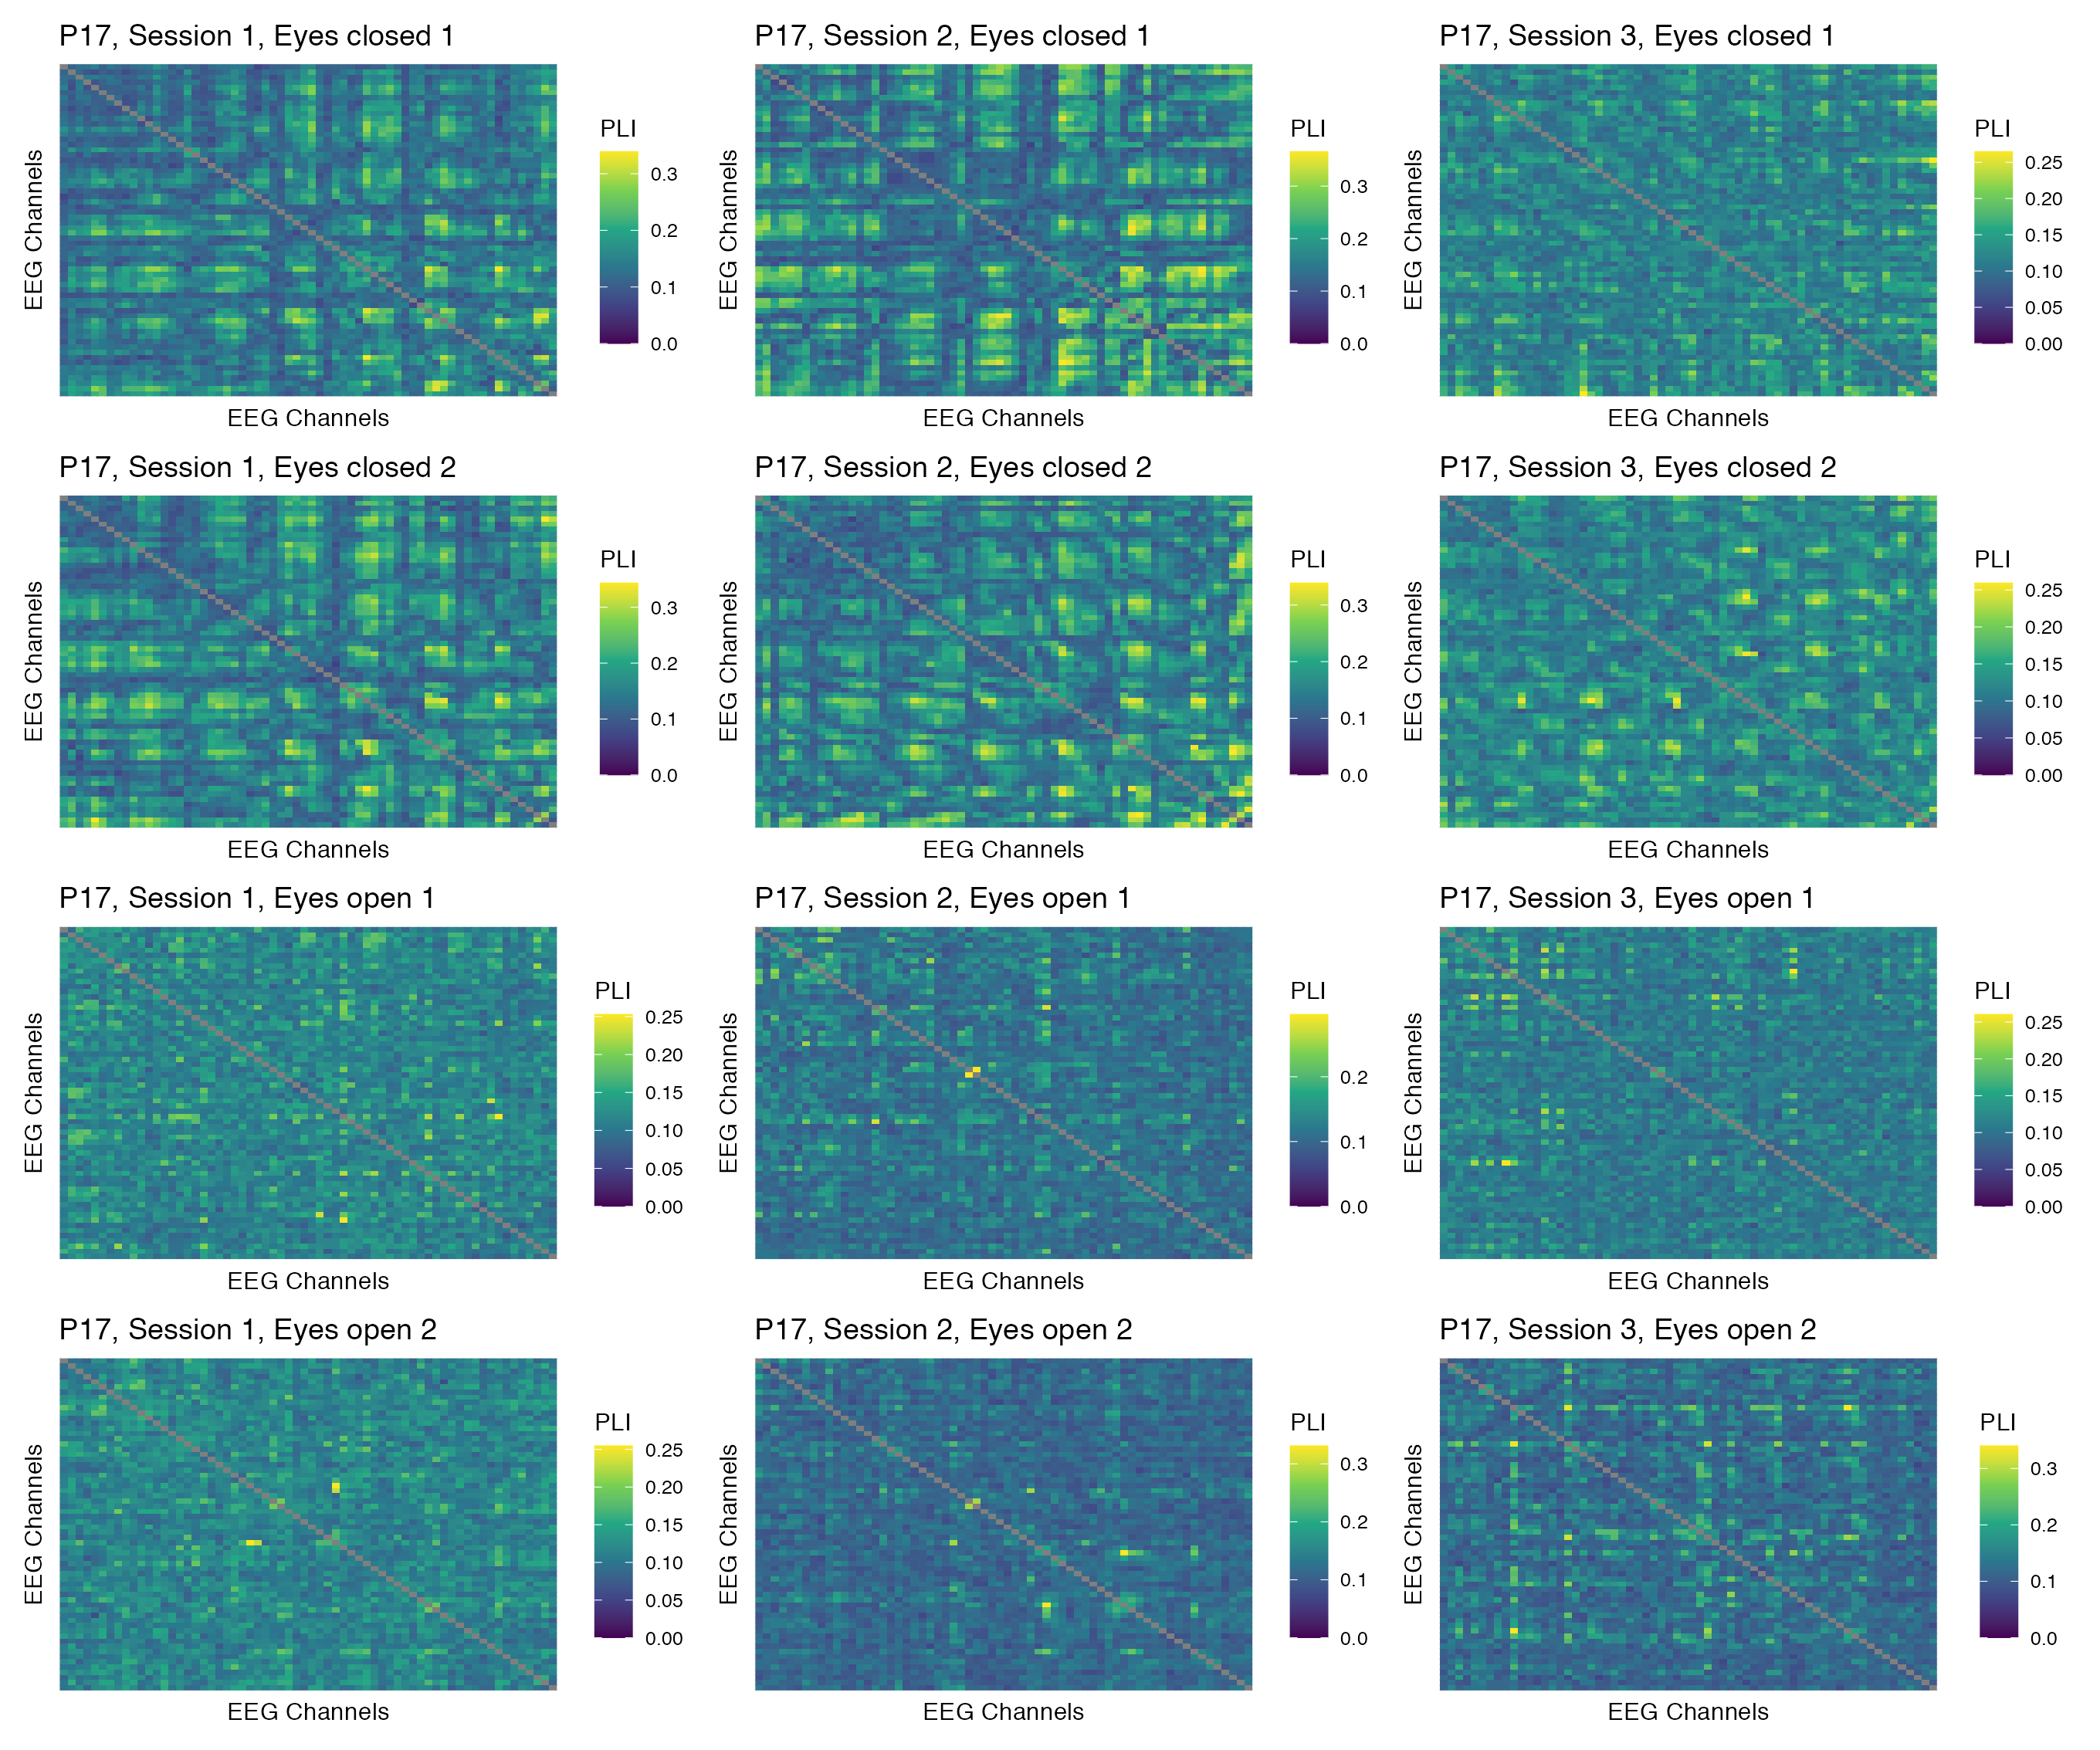 P17, Session 1, Eyes closed 1
EEG Channels
EEG Channels
PLI
0.3
0.2
0.1
0.0
P17, Session 2, Eyes closed 1
EEG Channels
EEG Channels
PLI
0.3
0.2
0.1
0.0
P17, Session 3, Eyes closed 1
EEG Channels
EEG Channels
PLI
0.25
0.20
0.15
0.10
0.05
0.00
P17, Session 1, Eyes closed 2
EEG Channels
EEG Channels
PLI
0.3
0.2
0.1
0.0
P17, Session 2, Eyes closed 2
EEG Channels
EEG Channels
PLI
0.3
0.2
0.1
0.0
P17, Session 3, Eyes closed 2
EEG Channels
EEG Channels
PLI
0.25
0.20
0.15
0.10
0.05
0.00
P17, Session 1, Eyes open 1
EEG Channels
EEG Channels
PLI
0.25
0.20
0.15
0.10
0.05
0.00
P17, Session 2, Eyes open 1
EEG Channels
EEG Channels
PLI
0.2
0.1
0.0
P17, Session 3, Eyes open 1
EEG Channels
EEG Channels
PLI
0.25
0.20
0.15
0.10
0.05
0.00
P17, Session 1, Eyes open 2
EEG Channels
EEG Channels
PLI
0.25
0.20
0.15
0.10
0.05
0.00
P17, Session 2, Eyes open 2
EEG Channels
EEG Channels
PLI
0.3
0.2
0.1
0.0
P17, Session 3, Eyes open 2
EEG Channels
EEG Channels
PLI
0.3
0.2
0.1
0.0